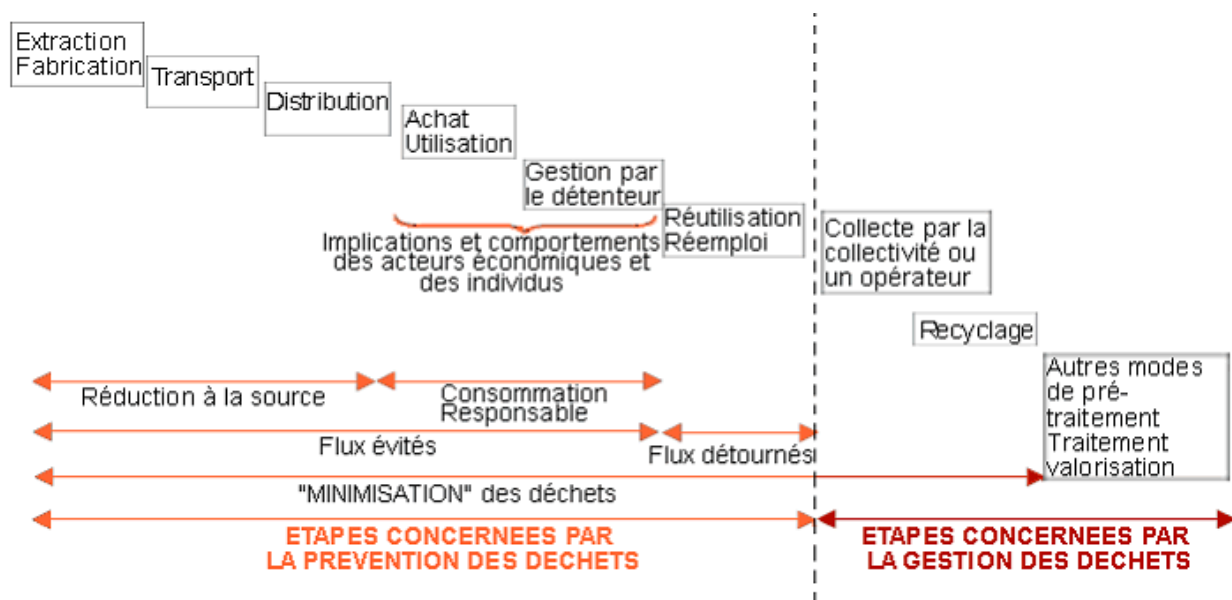 Extraction
Fabrication
Transport
Distribution
Achat
Utilisation
Gestion par
le détenteur
Réutilisation
Réemploi
Implications et comportements
des acteurs économiques et
des individus
Collecte par la
collectivité ou
un opérateur
Recyclage
Autres modes
de pré-
traitement
Traitement
valorisation
Réduction à la source
Consommation
Responsable
Flux évités
Flux détournés
"MINIMISATION" des déchets
ETAPES CONCERNEES PAR
LA PREVENTION DES DECHETS
ETAPES CONCERNEES PAR
LA GESTION DES DECHETS